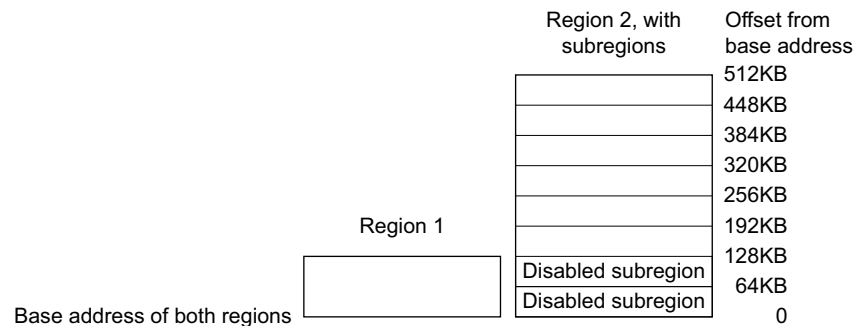 Region 2, with
subregions
Offset from
base address
512KB
448KB
384KB
320KB
256KB
Region 1
192KB
128KB
Disabled subregion
64KB
Disabled subregion
Base address of both regions
0